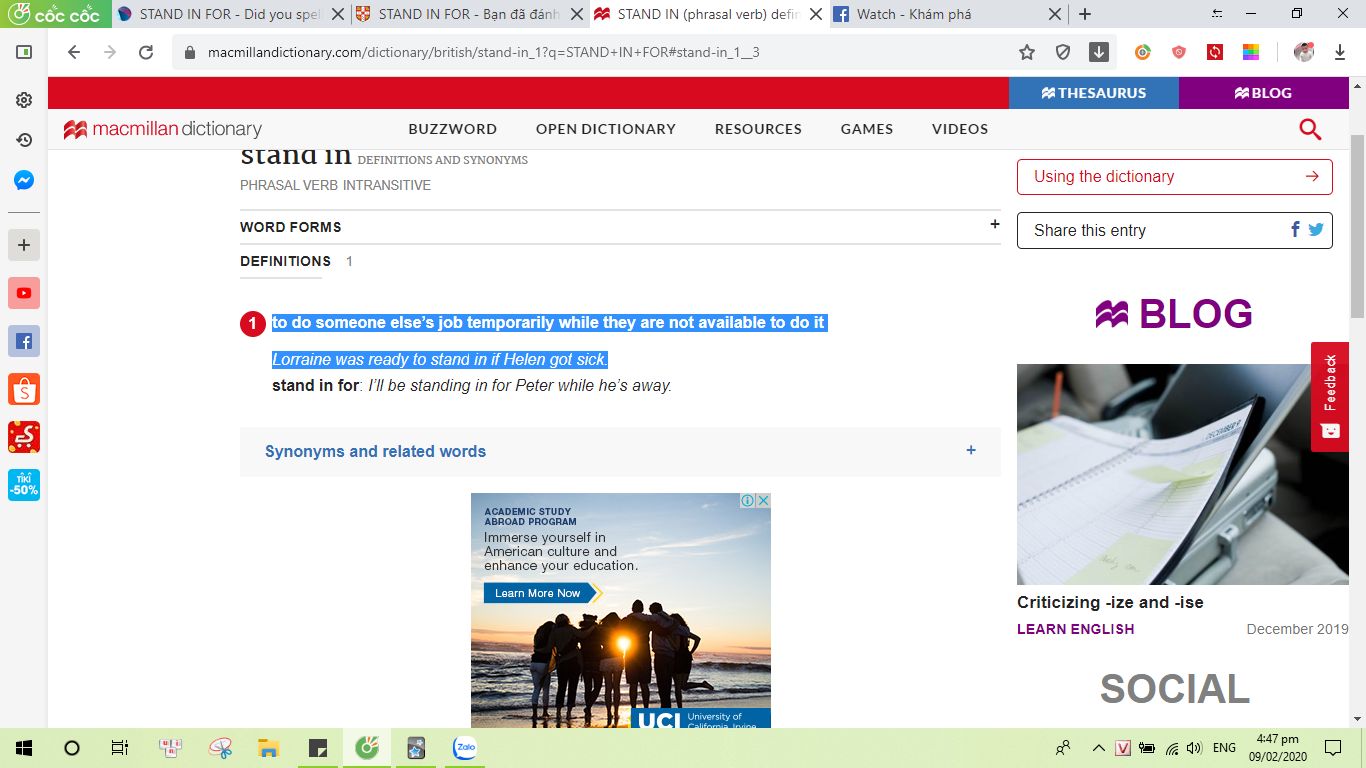 cốc cốc
STAND IN FOR - Did you spel
STAND IN FOR - Bạn đã đánh
STAND IN (phrasal verb) defin
Watch - Khám phá
macmillandictionary.com/dictionary/british/stand-in_1?q=STAND+IN+FOR#stand-in_1__3
THESAURUS
BLOG
macmillan dictionary
BUZZWORD
OPEN DICTIONARY
RESOURCES
GAMES
VIDEOS
stand in DEFINITIONS AND SYNONYMS
PHRASAL VERB INTRANSITIVE
WORD FORMS +
DEFINITIONS 1
1 to do someone else’s job temporarily while they are not available to do it
Lorraine was ready to stand in if Helen got sick.
stand in for: I’ll be standing in for Peter while he’s away.
Synonyms and related words +
ACADEMIC STUDY
ABROAD PROGRAM
Immerse yourself in
American culture and
enhance your education.
Learn More Now
UCI University of
California, Irvine
Using the dictionary →
Share this entry
BLOG
Feedback
DECEMBER
Criticizing -ize and -ise
LEARN ENGLISH
December 2019
SOCIAL
TIKI
-50%
Zalo
V
ENG
4:47 pm
09/02/2020